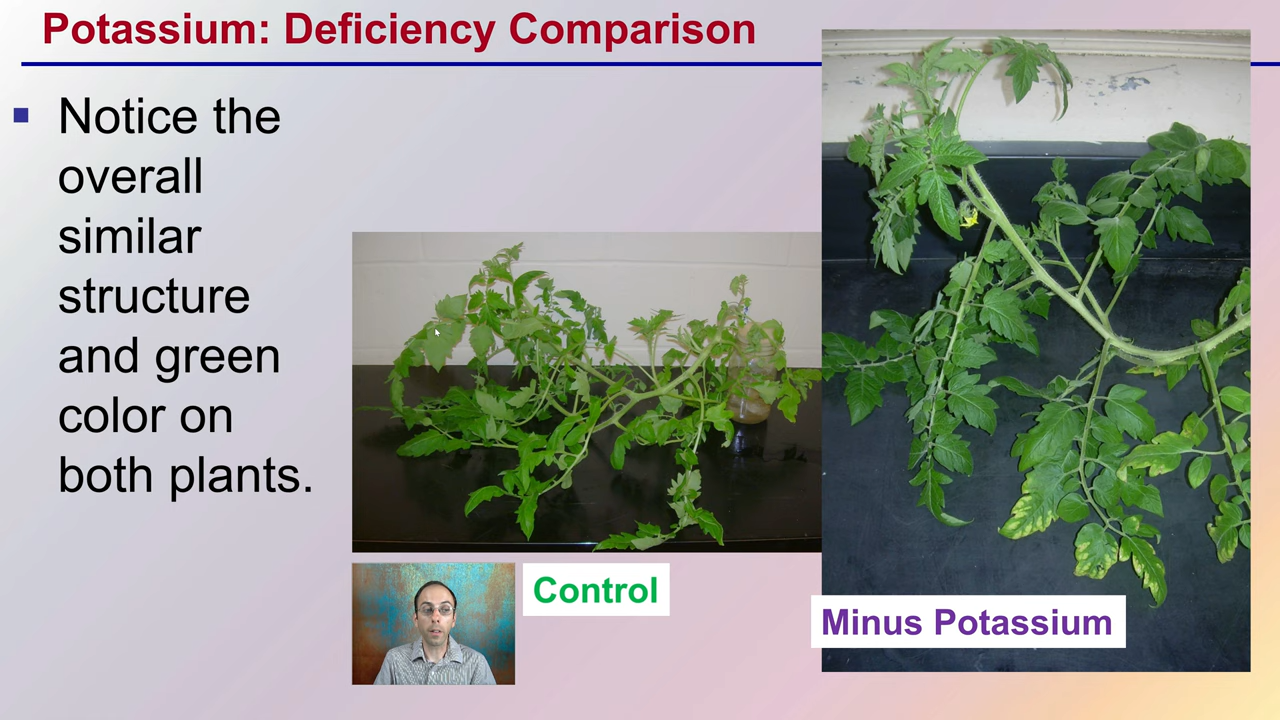 Potassium: Deficiency Comparison
Notice the
overall
similar
structure
and green
color on
both plants.
Control
Minus Potassium